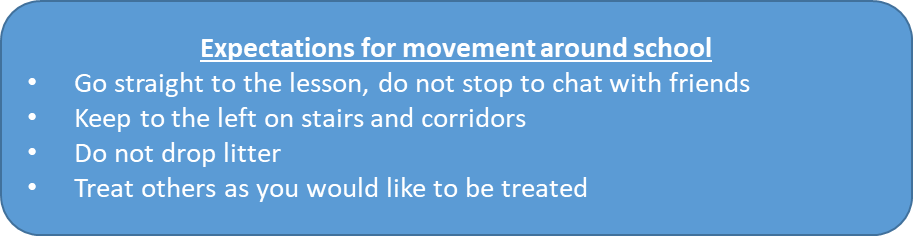 Expectations for movement around school
• Go straight to the lesson, do not stop to chat with friends
• Keep to the left on stairs and corridors
• Do not drop litter
• Treat others as you would like to be treated